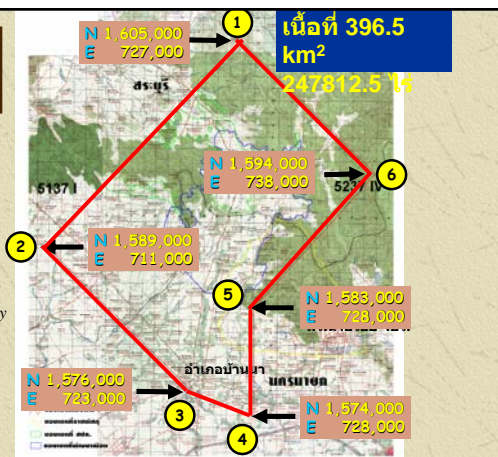 1
N 1,605,000
E 727,000
เนื้อที่ 396.5
km²
247812.5 ไร่
สระบุรี
N 1,594,000
E 738,000
6
5137 I
5237 IV
2
N 1,589,000
E 711,000
5
N 1,583,000
E 728,000
y
อำเภอบ้านนา
นครนายก
N 1,576,000
E 723,000
3
4
N 1,574,000
E 728,000